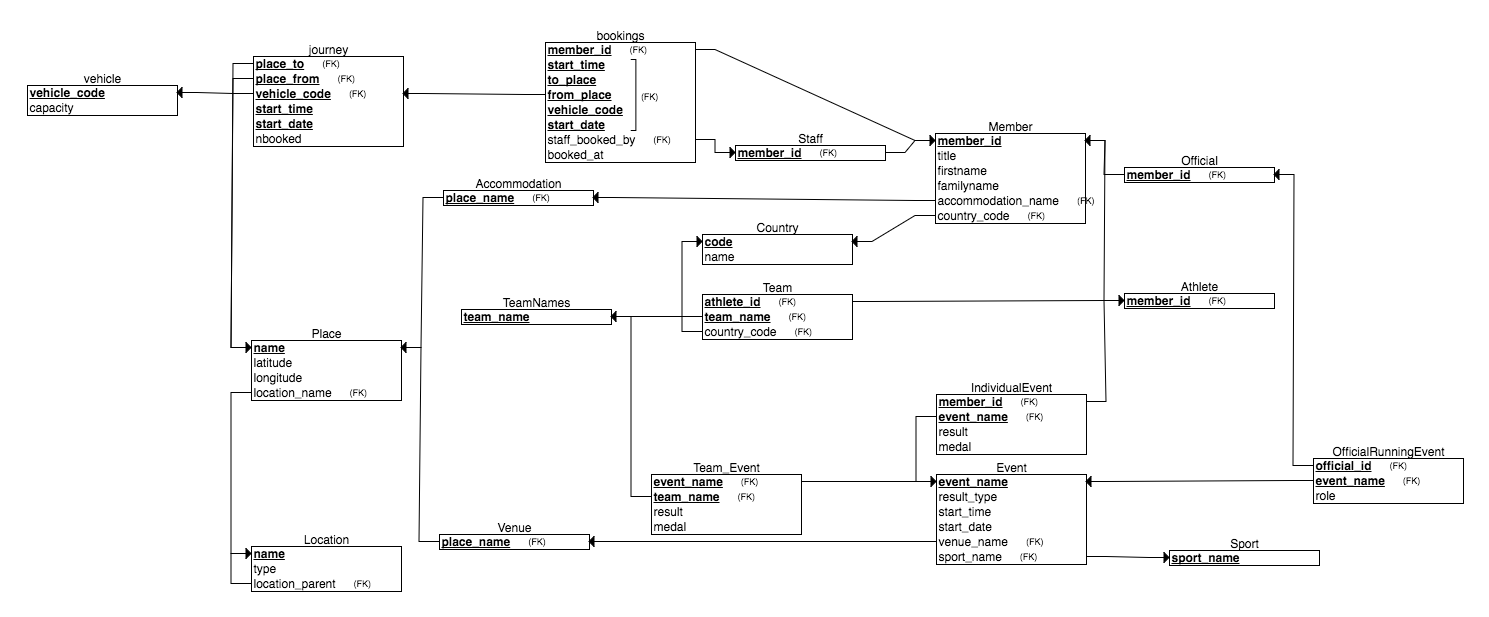 vehicle
vehicle_code
capacity
journey
place_to (FK)
place_from (FK)
vehicle_code (FK)
start_time
start_date
nbooked
bookings
member_id (FK)
start_time
to_place
from_place (FK)
vehicle_code
start_date
staff_booked_by (FK)
booked_at
Staff
member_id (FK)
Member
member_id
title
firstname
familyname
accommodation_name (FK)
country_code (FK)
Official
member_id (FK)
Accommodation
place_name (FK)
Country
code
name
TeamNames
team_name
Team
athlete_id (FK)
team_name (FK)
country_code (FK)
Athlete
member_id (FK)
Place
name
latitude
longitude
location_name (FK)
IndividualEvent
member_id (FK)
event_name (FK)
result
medal
Team_Event
event_name (FK)
team_name (FK)
result
medal
Event
event_name
result_type
start_time
start_date
venue_name (FK)
sport_name (FK)
OfficialRunningEvent
official_id (FK)
event_name (FK)
role
Venue
place_name (FK)
Location
name
type
location_parent (FK)
Sport
sport_name